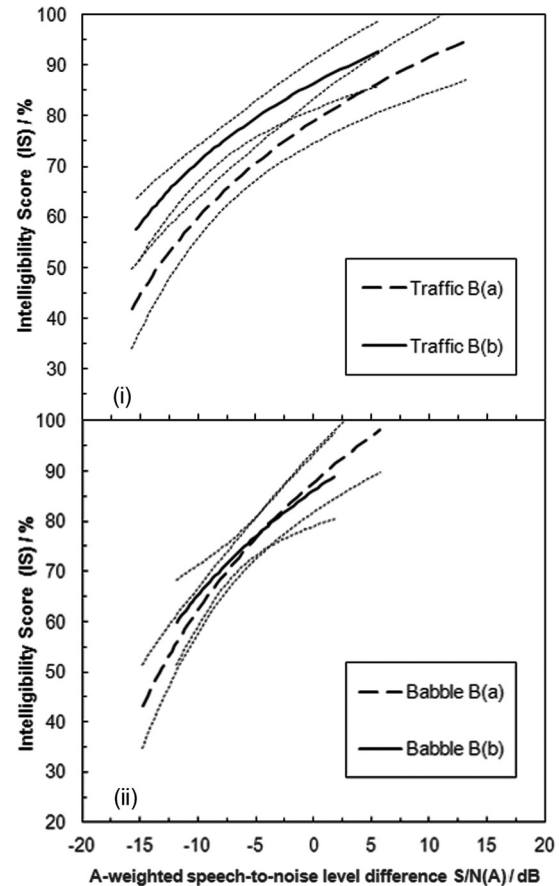 100
90
80
70
60
50
40
30
Intelligibility Score (IS) / %
(i)
Traffic B(a)
Traffic B(b)
100
90
80
70
60
50
40
30
20
Intelligibility Score (IS) / %
(ii)
Babble B(a)
Babble B(b)
-20 -15 -10 -5 0 5 10 15 20
A-weighted speech-to-noise level difference S/N(A) / dB